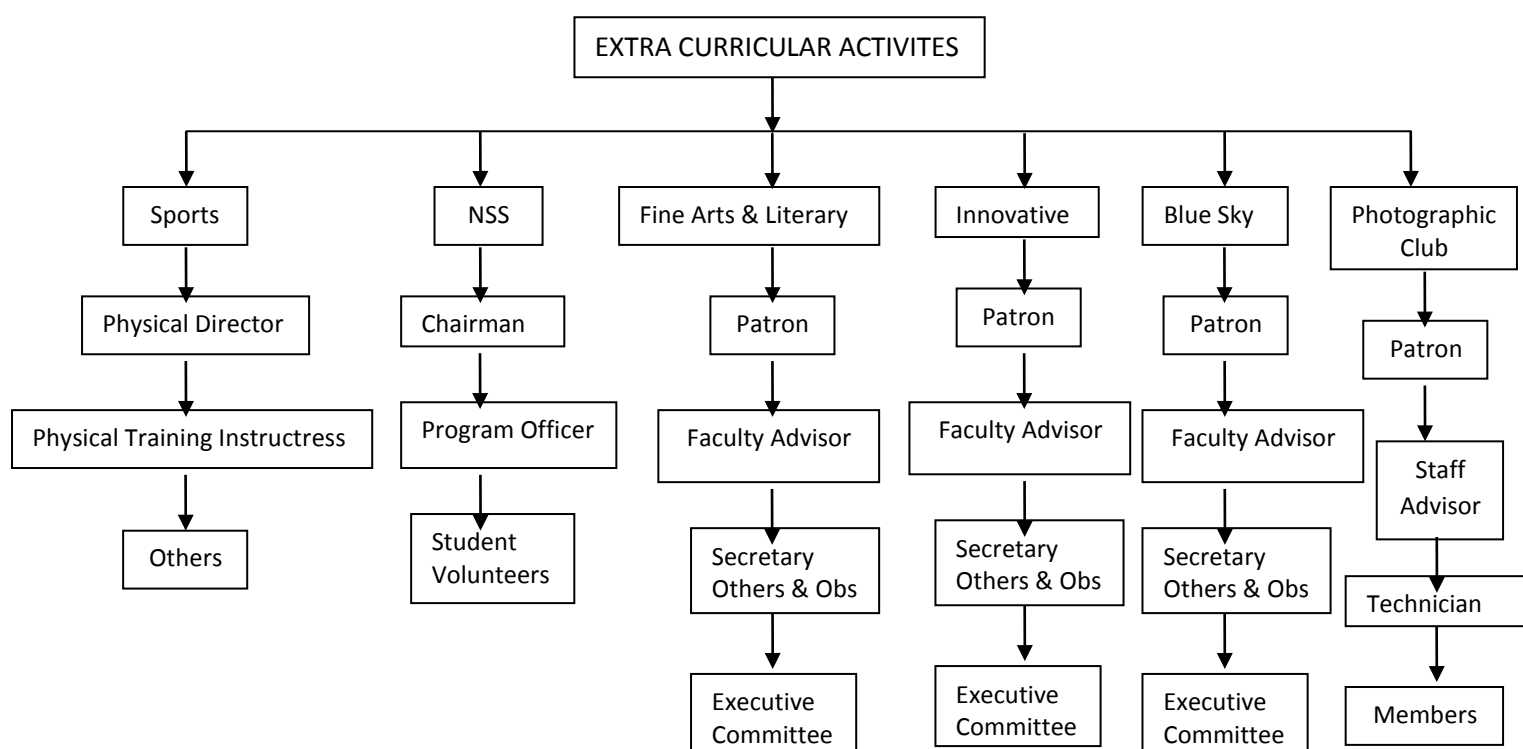 EXTRA CURRICULAR ACTIVITES
Sports
NSS
Fine Arts & Literary
Innovative
Blue Sky
Photographic
Club
Physical Director
Chairman
Patron
Patron
Patron
Patron
Physical Training Instructress
Program Officer
Faculty Advisor
Faculty Advisor
Faculty Advisor
Staff
Advisor
Others
Student
Volunteers
Secretary
Others & Obs
Secretary
Others & Obs
Secretary
Others & Obs
Technician
Executive
Committee
Executive
Committee
Executive
Committee
Members